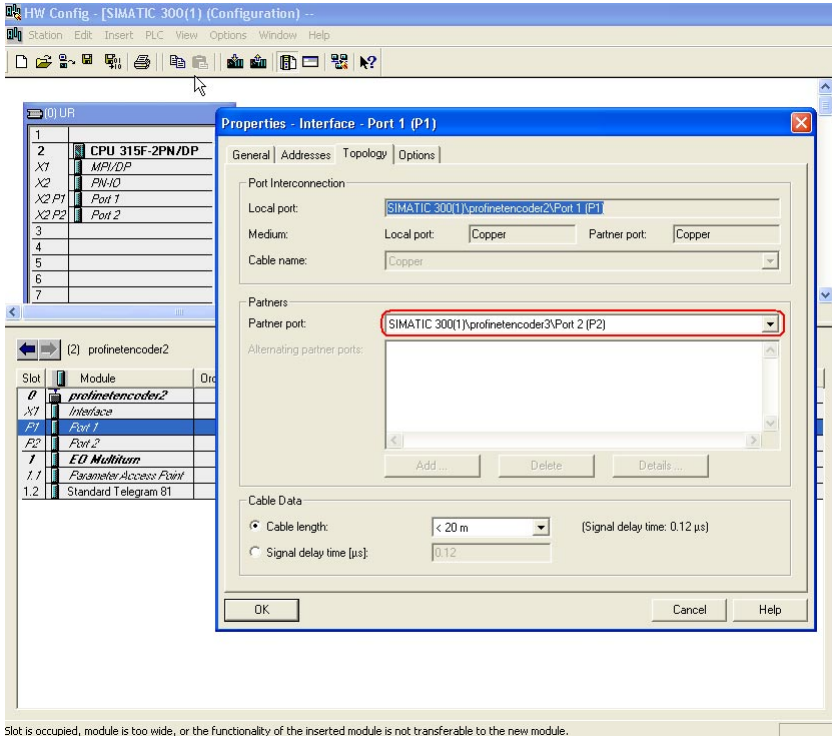 HW Config - [SIMATIC 300(1) (Configuration) --
Station Edit Insert PLC View Options Window Help
(0) UR
1
2 CPU 315F-2PN/DP
X1 MPI/DP
X2 PN-IO
X2 P1 Port 1
X2 P2 Port 2
3
4
5
6
7
Properties - Interface - Port 1 (P1)
General Addresses Topology Options
Port Interconnection
Local port: SIMATIC 300(1)\profinetencoder2\Port 1 (P1)
Medium: Local port: Copper Partner port: Copper
Cable name: Copper
Partners
Partner port: SIMATIC 300(1)\profinetencoder3\Port 2 (P2)
Alternating partner ports:
Add ... Delete Details ...
Cable Data
Cable length: < 20 m (Signal delay time: 0.12 µs)
Signal delay time [µs]: 0.12
OK Cancel Help
(2) profinetencoder2
Slot Module Ord
0 profinetencoder2
X1 Interface
P1 Port 1
P2 Port 2
1 EO Multiturn
1.1 Parameter Access Point
1.2 Standard Telegram 81
Slot is occupied, module is too wide, or the functionality of the inserted module is not transferable to the new module.